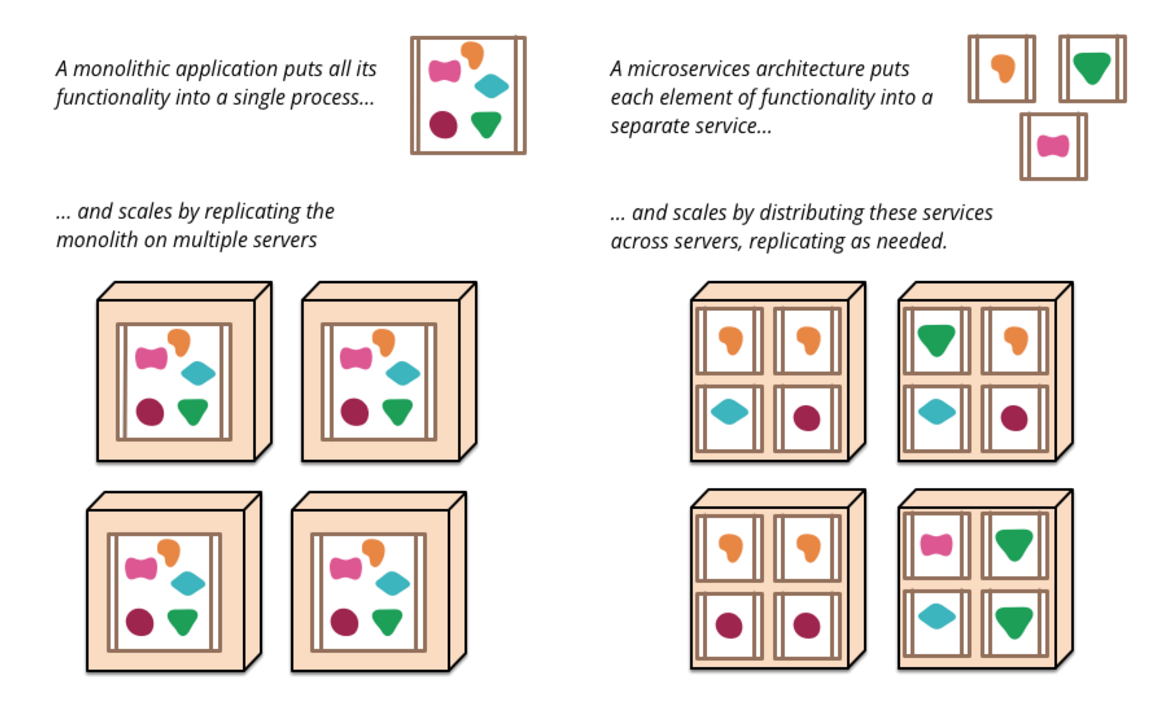 A monolithic application puts all its
functionality into a single process...
... and scales by replicating the
monolith on multiple servers
A microservices architecture puts
each element of functionality into a
separate service...
... and scales by distributing these services
across servers, replicating as needed.